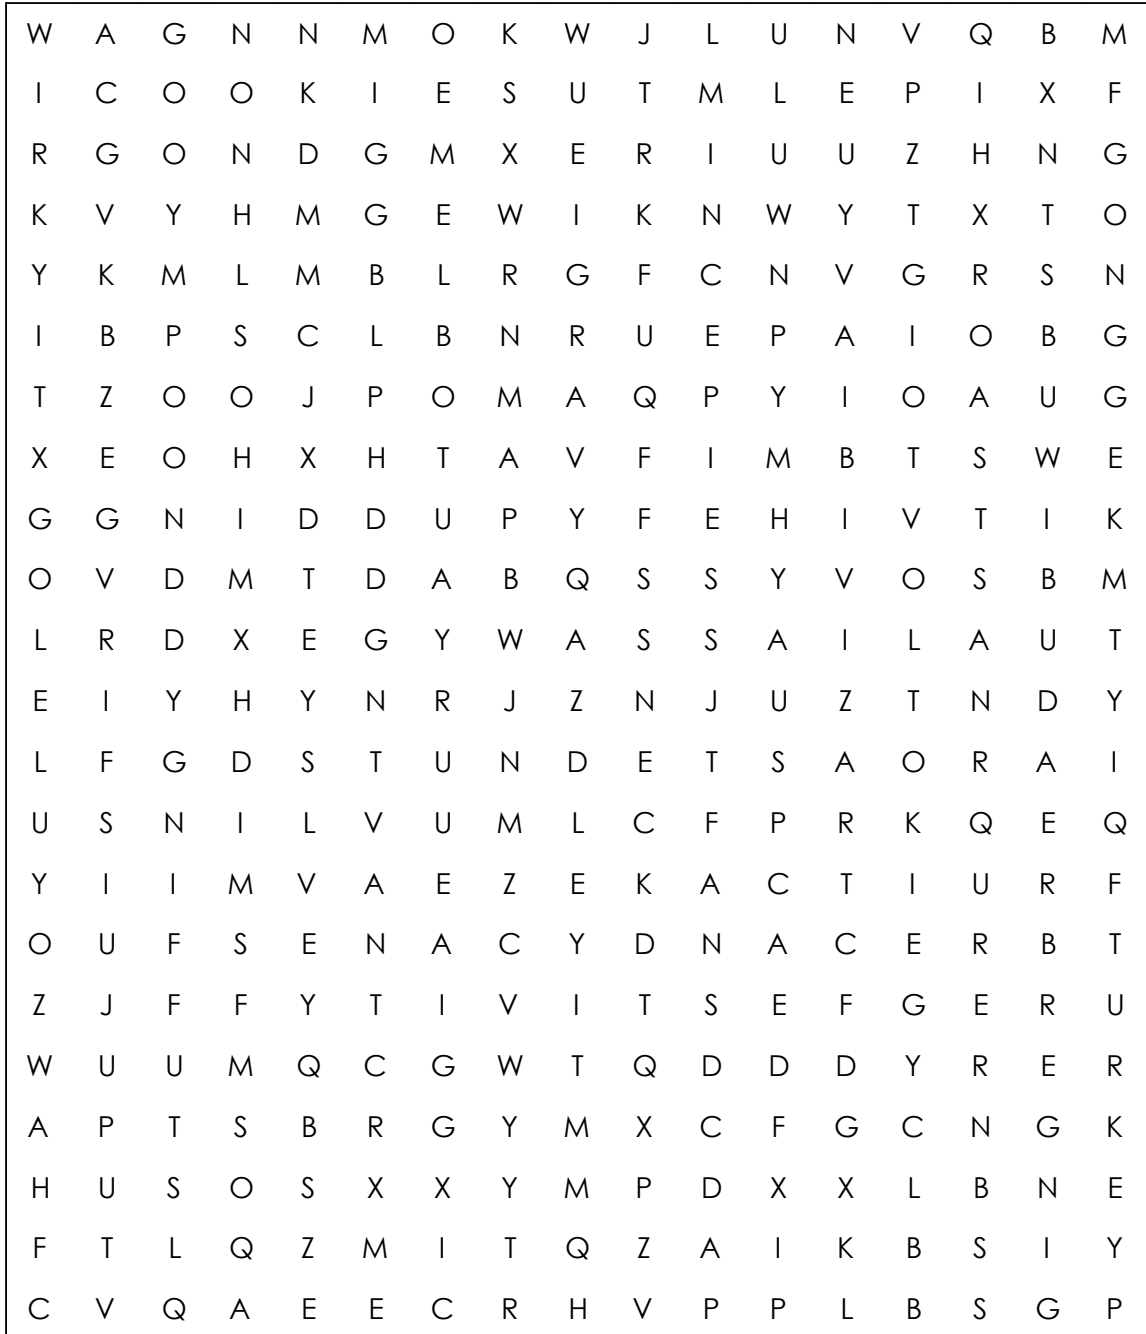 W A G N N M O K W J L U N V Q B M
I C O O K I E S U T M L E P I X F
R G O N D G M X E R I U U Z H N G
K V Y H M G E W I K N W Y T X T O
Y K M L M B L R G F C N V G R S N
I B P S C L B N R U E P A I O B G
T Z O O J P O M A Q P Y I O A U G
X E O H X H T A V F I M B T S W E
G G N I D D U P Y F E H I V T I K
O V D M T D A B Q S S Y V O S B M
L R D X E G Y W A S S A I L A U T
E I Y H Y N R J Z N J U Z T N D Y
L F G D S T U N D E T S A O R A I
U S N I L V U M L C F P R K Q E Q
Y I I M V A E Z E K A C T I U R F
O U F S E N A C Y D N A C E R B T
Z J F F Y T I V I T S E F G E R U
W U U M Q C G W T Q D D D Y R E R
A P T S B R G Y M X C F G C N G K
H U S O S X X Y M P D X X L B N E
F T L Q Z M I T Q Z A I K B S I Y
C V Q A E E C R H V P P L B S G P